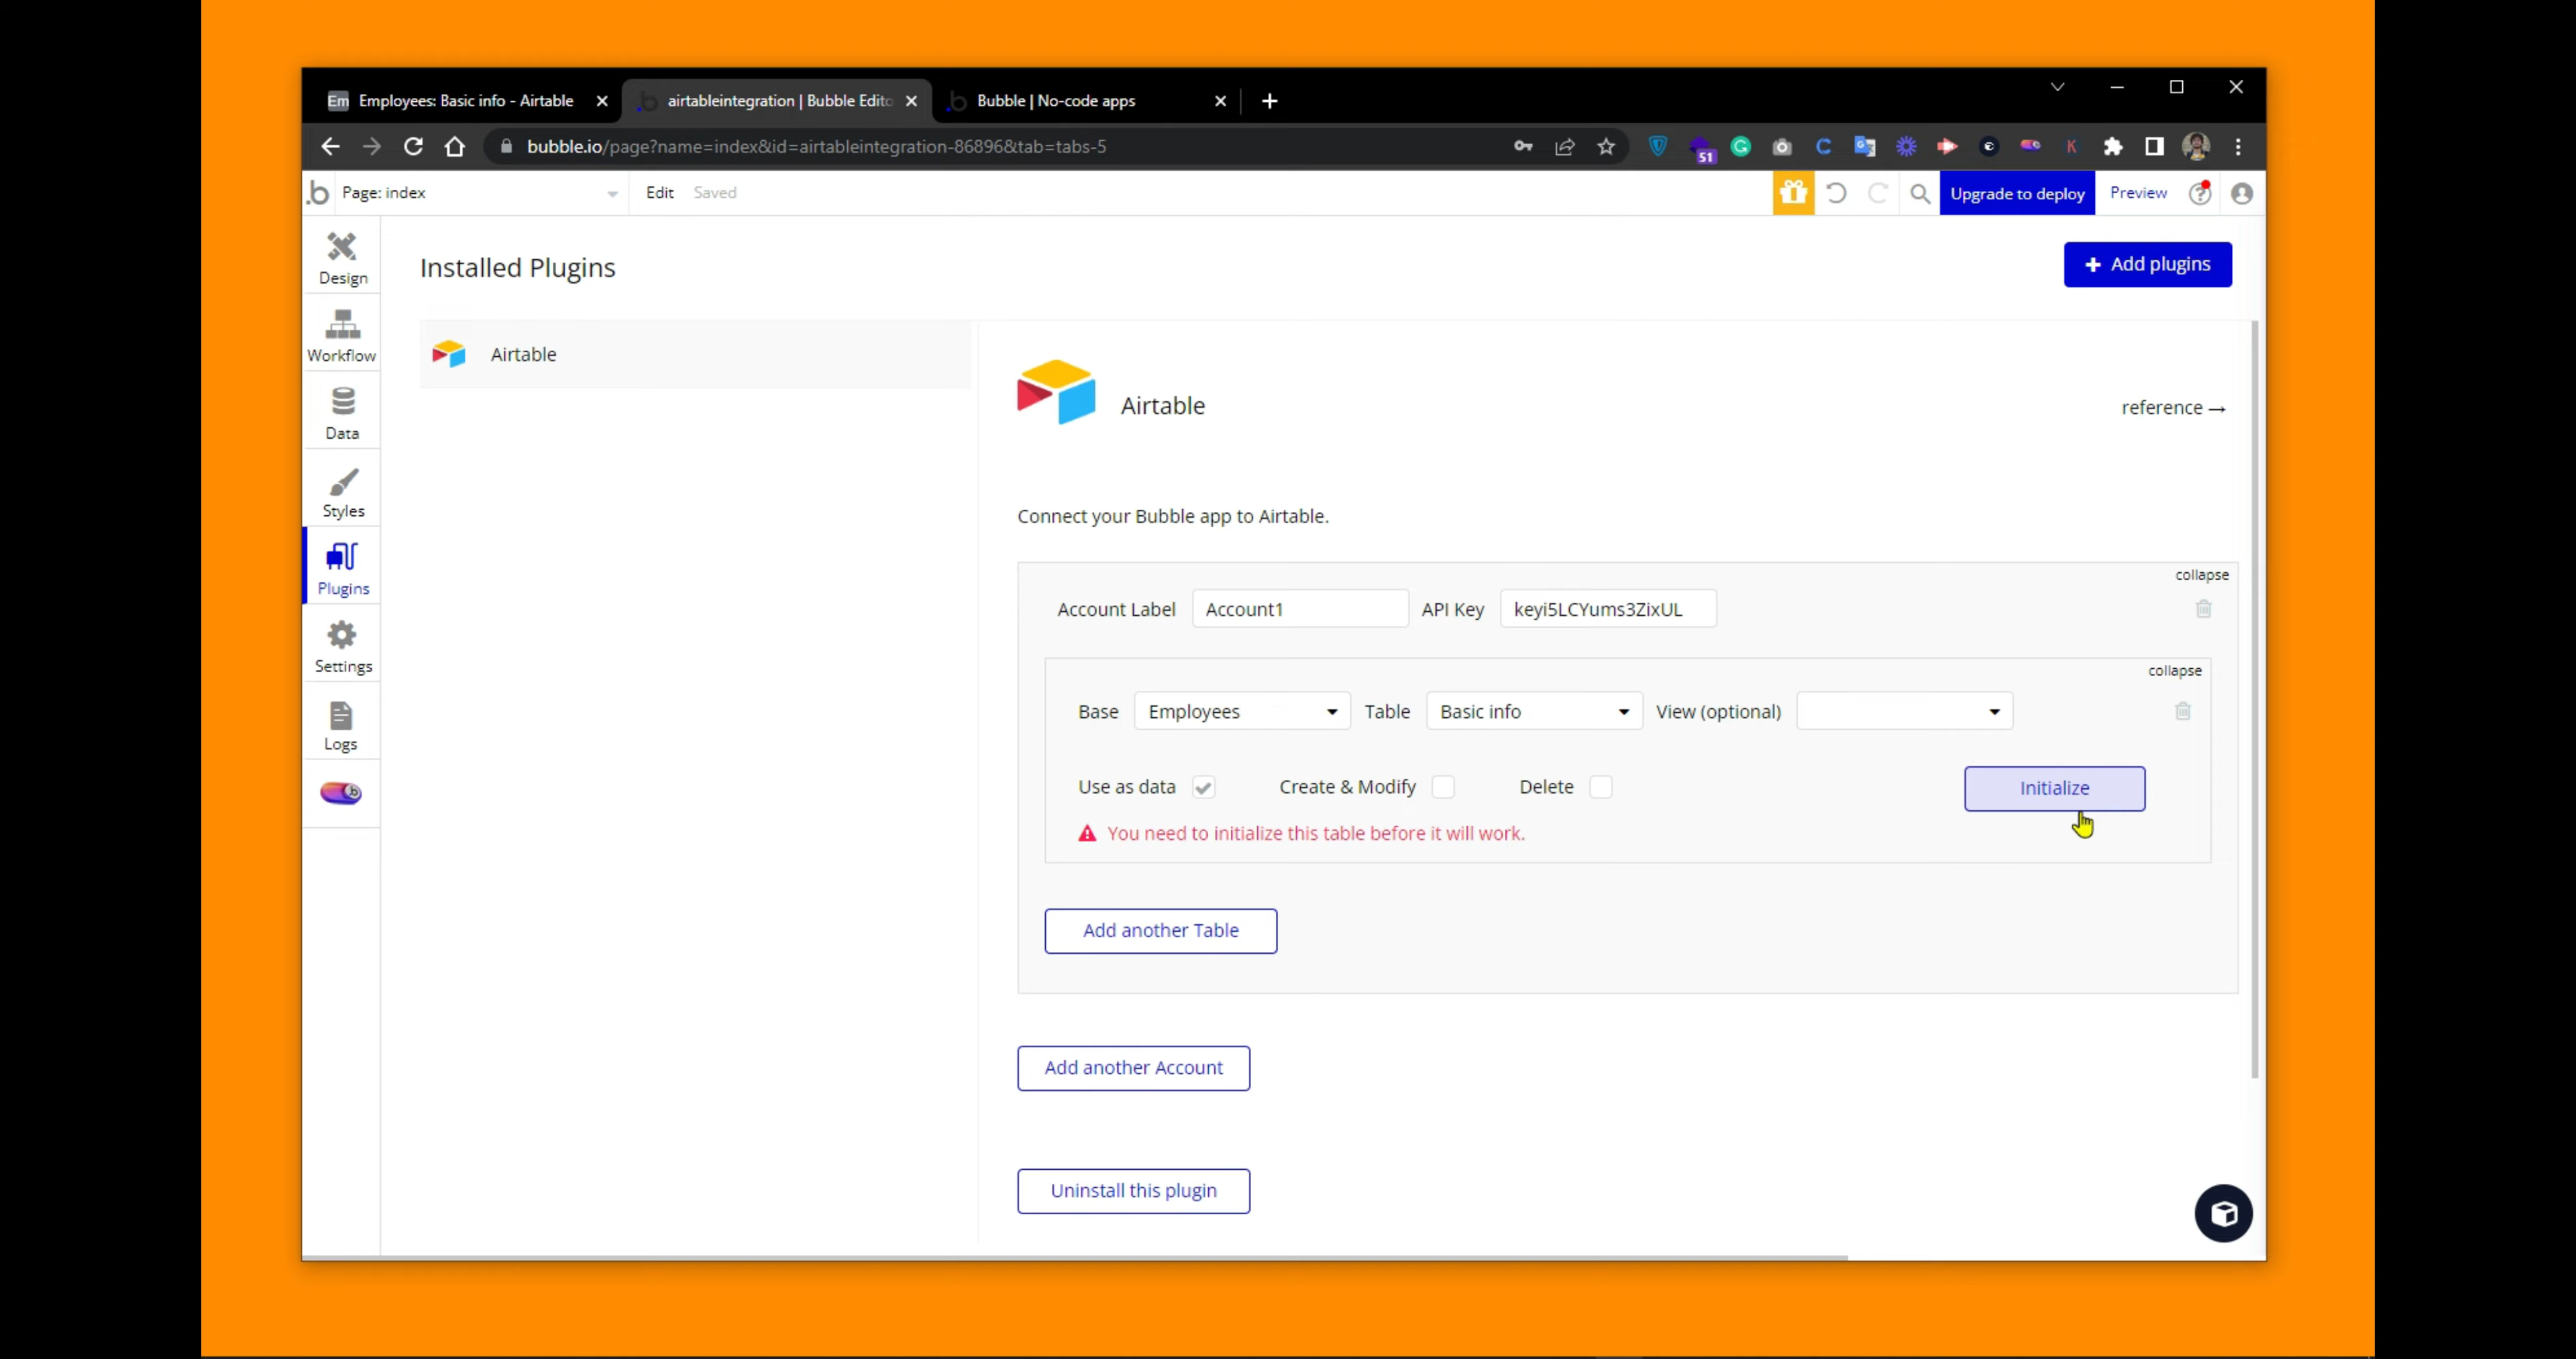 Em Employees: Basic info - Airtable
airtableintegration | Bubble Edito
Bubble | No-code apps
bubble.io/page?name=index&id=airtableintegration-86896&tab=tabs-5
51
.b Page: index Edit Saved Upgrade to deploy Preview
Design
Workflow
Data
Styles
Plugins
Settings
Logs
Installed Plugins
+ Add plugins
Airtable
Airtable
reference →
Connect your Bubble app to Airtable.
collapse
Account Label Account1 API Key keyi5LCYums3ZixUL
collapse
Base Employees Table Basic info View (optional)
Use as data Create & Modify Delete Initialize
You need to initialize this table before it will work.
Add another Table
Add another Account
Uninstall this plugin